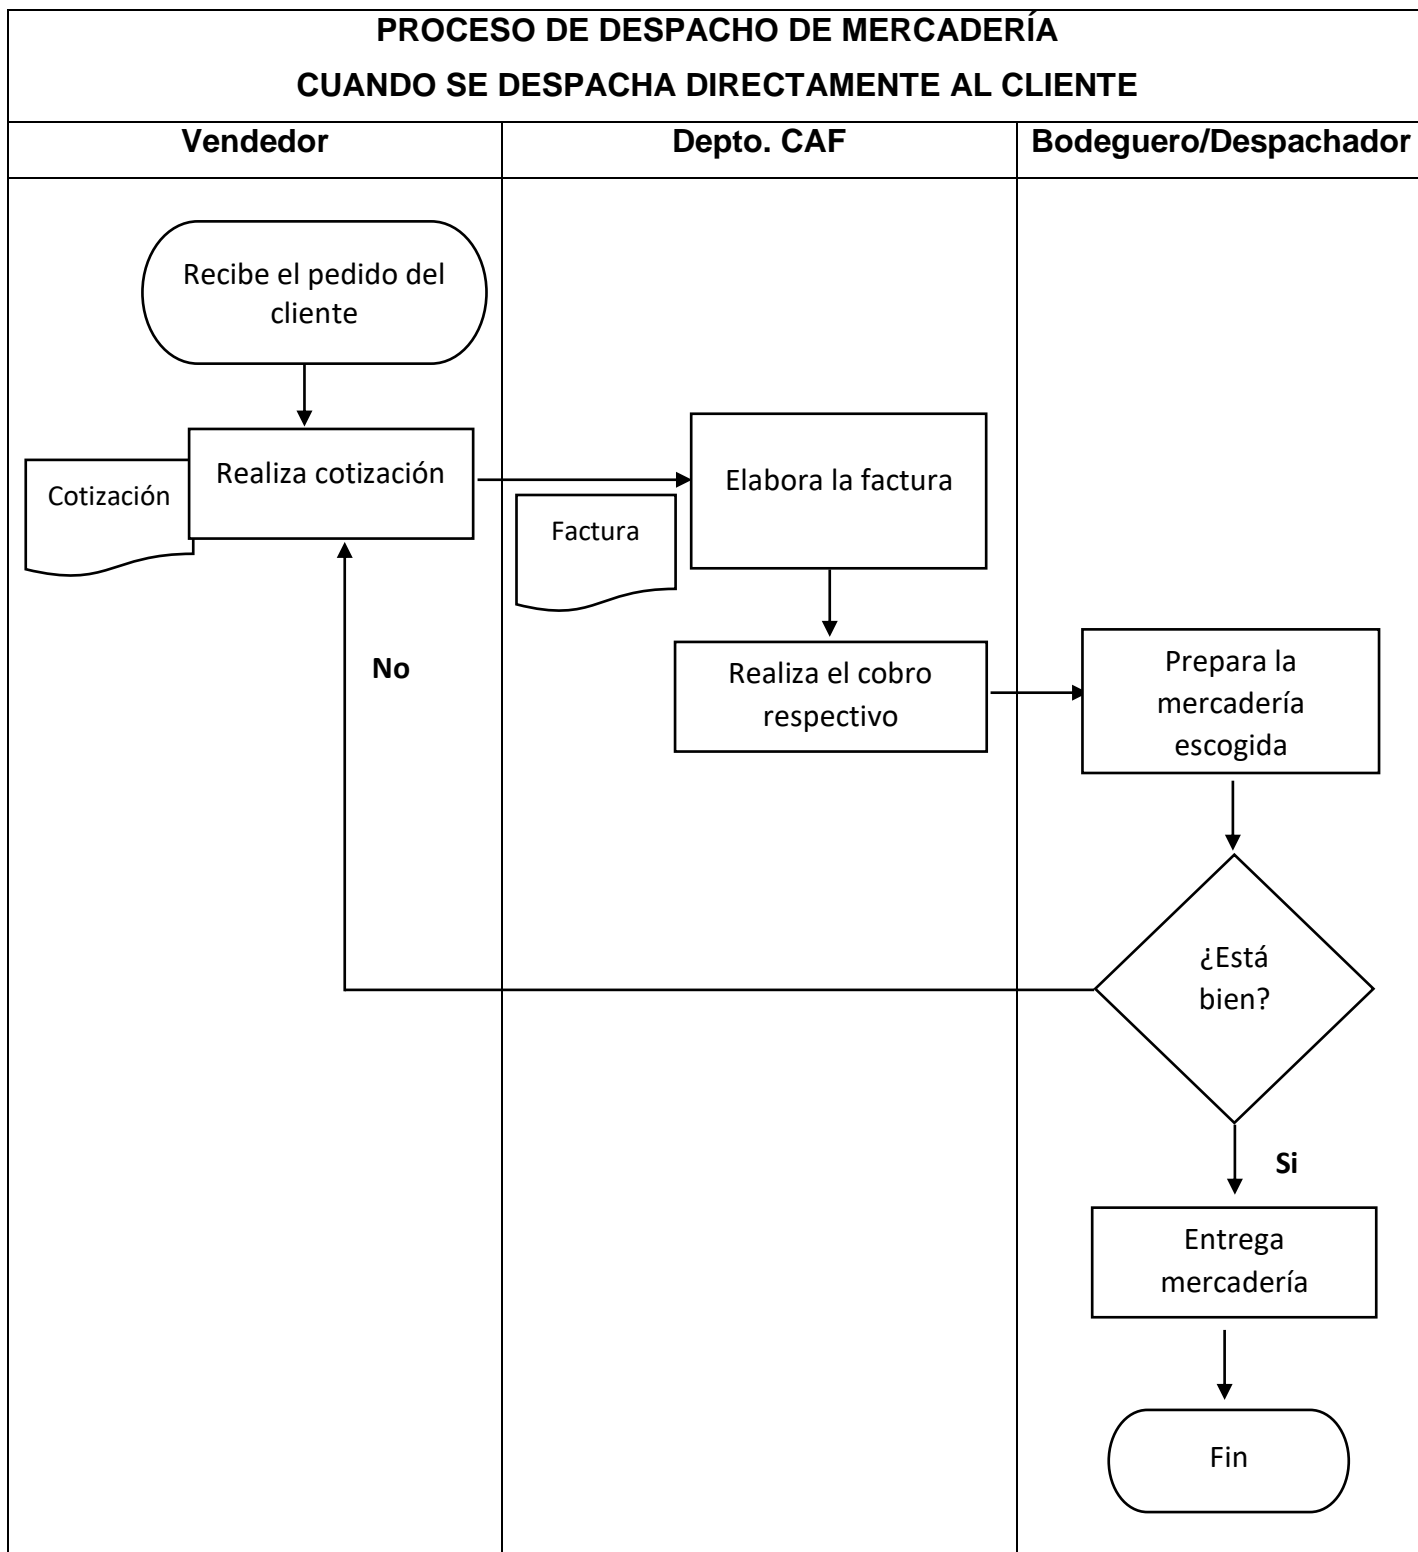 PROCESO DE DESPACHO DE MERCADERÍA
CUANDO SE DESPACHA DIRECTAMENTE AL CLIENTE
Vendedor
Depto. CAF
Bodeguero/Despachador
Recibe el pedido del
cliente
Cotización
Realiza cotización
Factura
Elabora la factura
No
Realiza el cobro
respectivo
Prepara la
mercadería
escogida
¿Está
bien?
Si
Entrega
mercadería
Fin